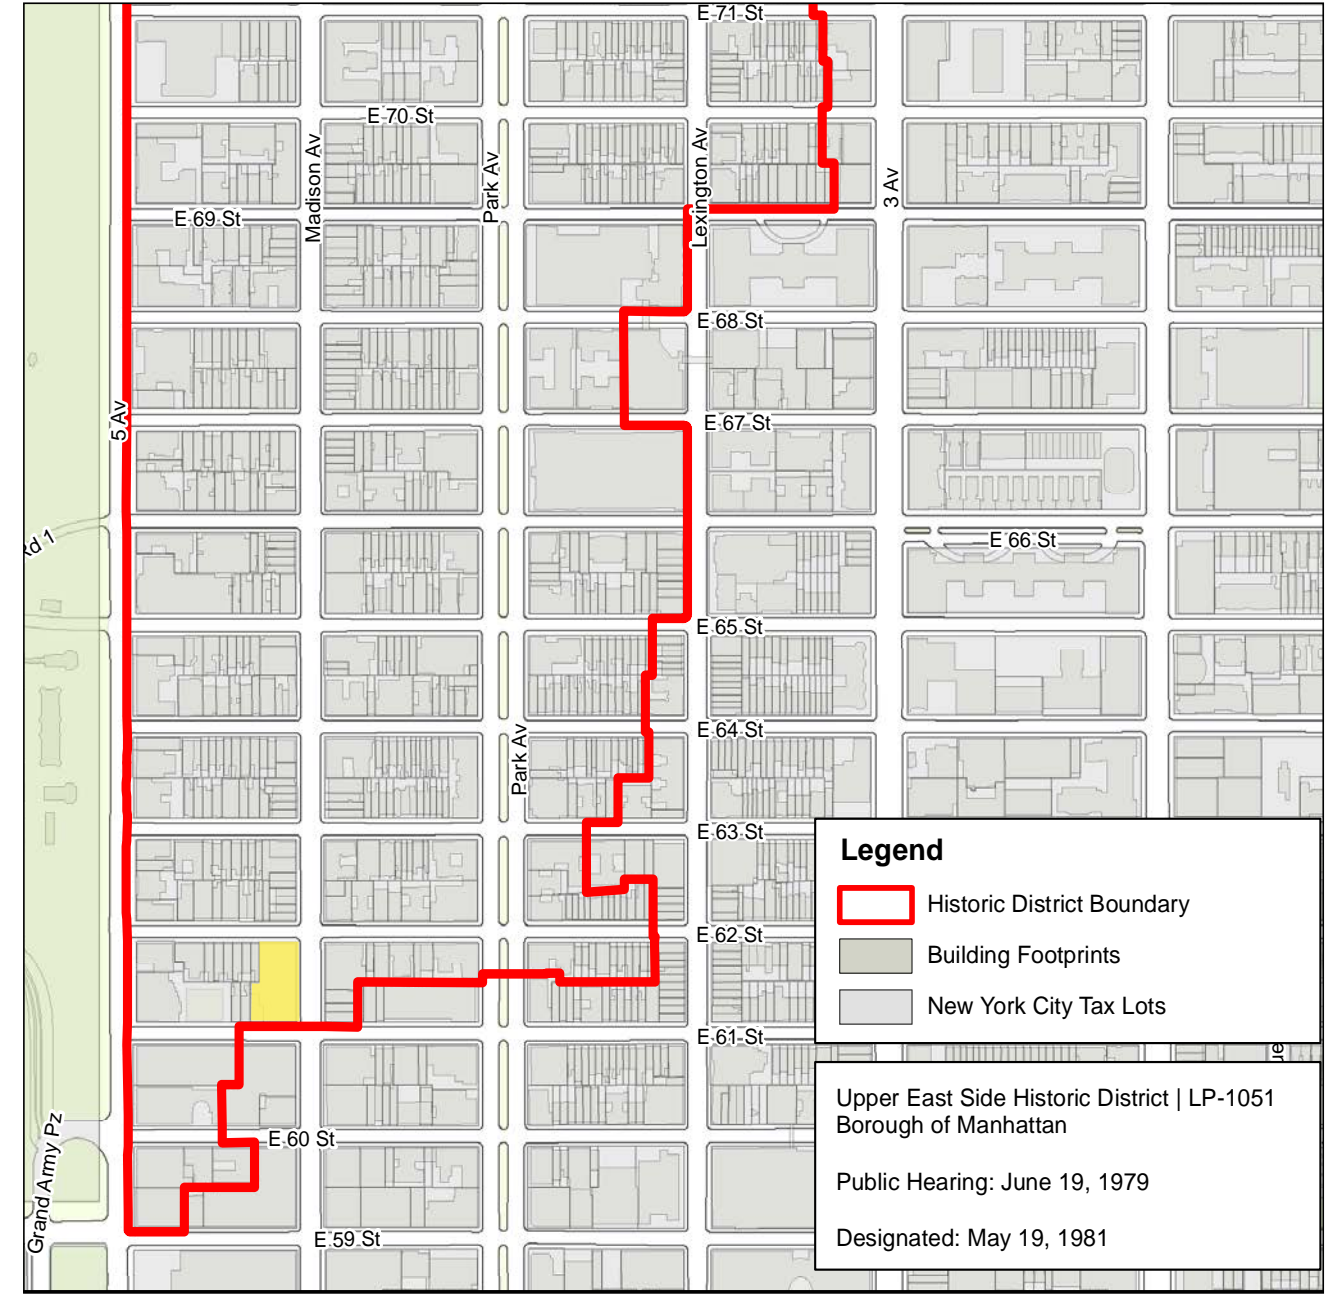 E 71 St
E 70 St
Madison Av
Park Av
Lexington Av
3 Av
E 69 St
E 68 St
5 Av
E 67 St
Rd 1
E 66 St
E 65 St
E 64 St
Park Av
E 63 St
E 62 St
E 61 St
E 60 St
Grand Army Pz
E 59 St
Legend
Historic District Boundary
Building Footprints
New York City Tax Lots
ue
Upper East Side Historic District | LP-1051
Borough of Manhattan
Public Hearing: June 19, 1979
Designated: May 19, 1981